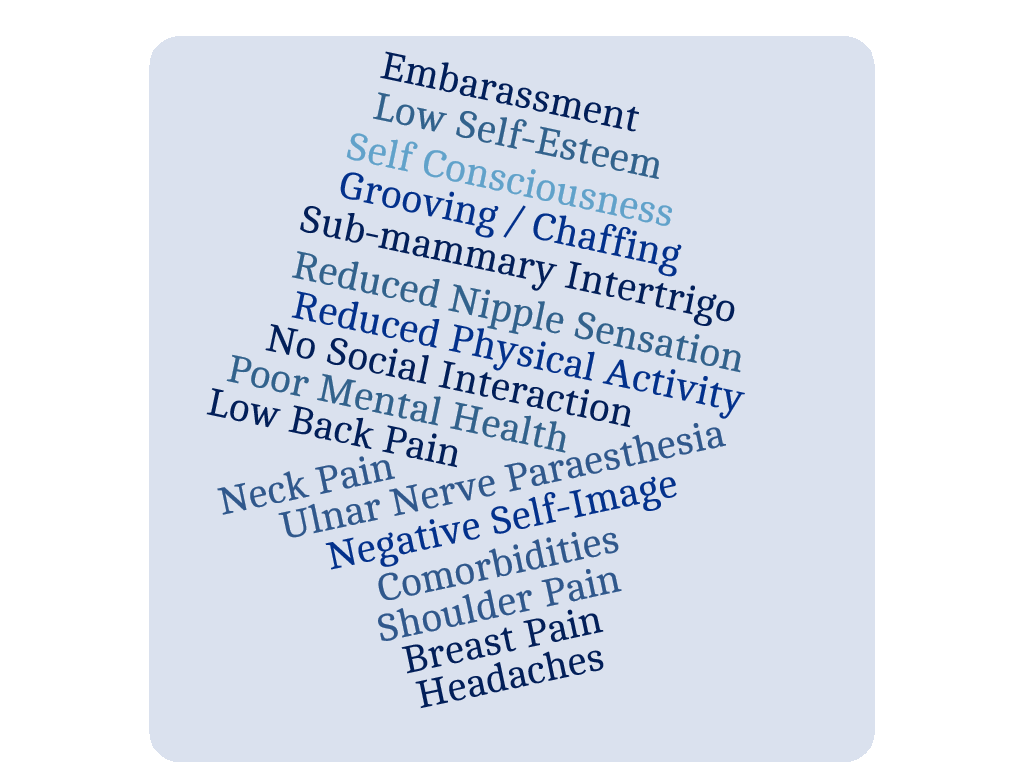 Embarassment
Low Self-Esteem
Self Consciousness
Grooving / Chaffing
Sub-mammary Intertrigo
Reduced Nipple Sensation
Reduced Physical Activity
No Social Interaction
Poor Mental Health
Low Back Pain
Neck Pain
Ulnar Nerve Paraesthesia
Negative Self-Image
Comorbidities
Shoulder Pain
Breast Pain
Headaches